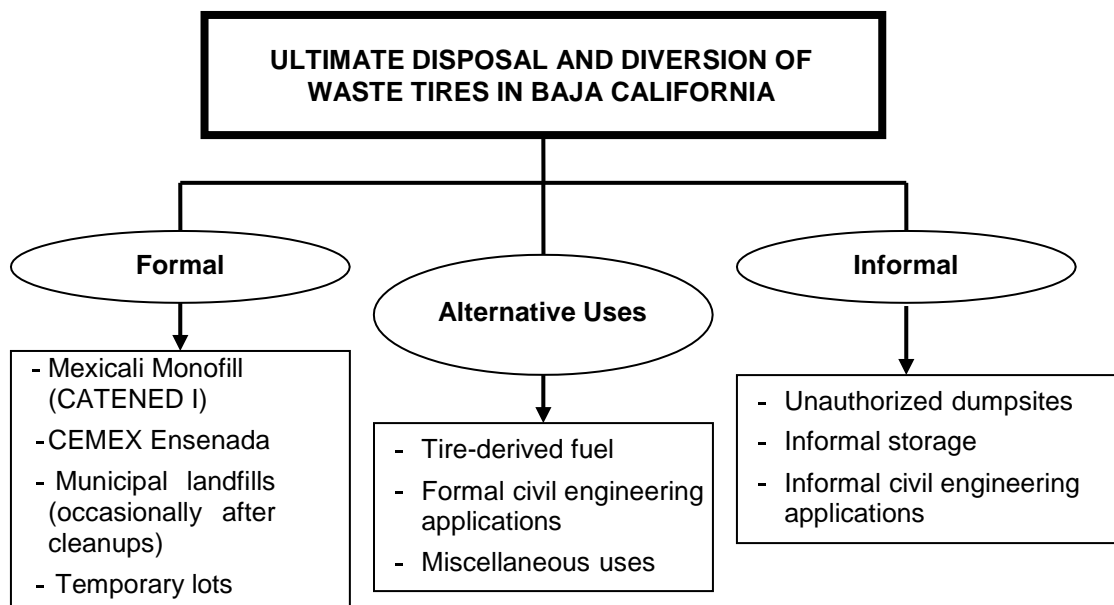 ULTIMATE DISPOSAL AND DIVERSION OF
WASTE TIRES IN BAJA CALIFORNIA
Formal
- Mexicali Monofill
(CATENED I)
-CEMEX Ensenada
- Municipal landfills
(occasionally after
cleanups)
- Temporary lots
Alternative Uses
- Tire-derived fuel
- Formal civil engineering
applications
- Miscellaneous uses
Informal
- Unauthorized dumpsites
- Informal storage
- Informal civil engineering
applications